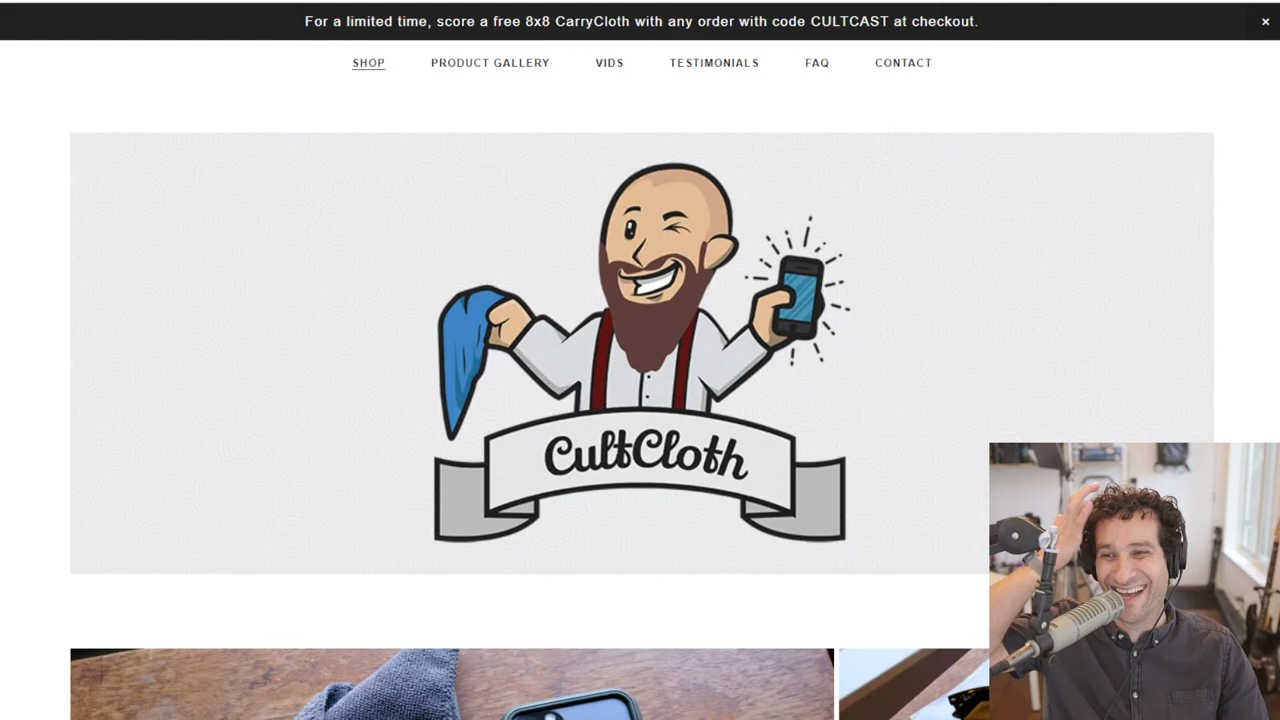 For a limited time, score a free 8x8 CarryCloth with any order with code CULTCAST at checkout.
×
SHOP PRODUCT GALLERY VIDS TESTIMONIALS FAQ CONTACT
CultCloth